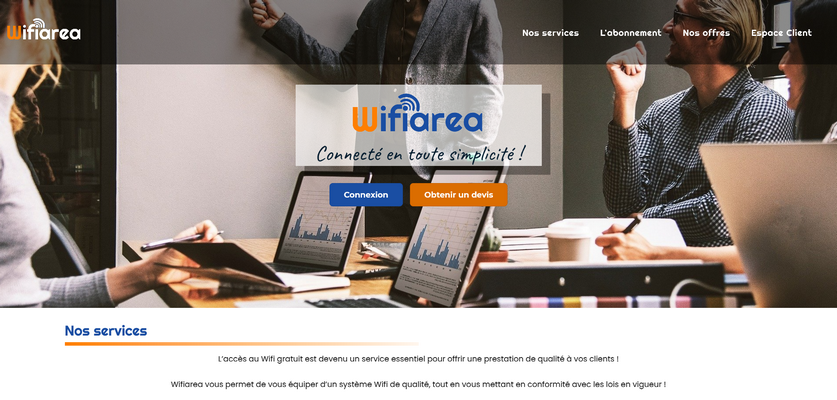 Wifiarea
Nos services
L'abonnement
Nos offres
Espace Client
Wifiarea
Connecté en toute simplicité !
Connexion
Obtenir un devis
Nos services
L'accès au Wifi gratuit est devenu un service essentiel pour offrir une prestation de qualité à vos clients !
Wifiarea vous permet de vous équiper d'un système Wifi de qualité, tout en vous mettant en conformité avec les lois en vigueur !